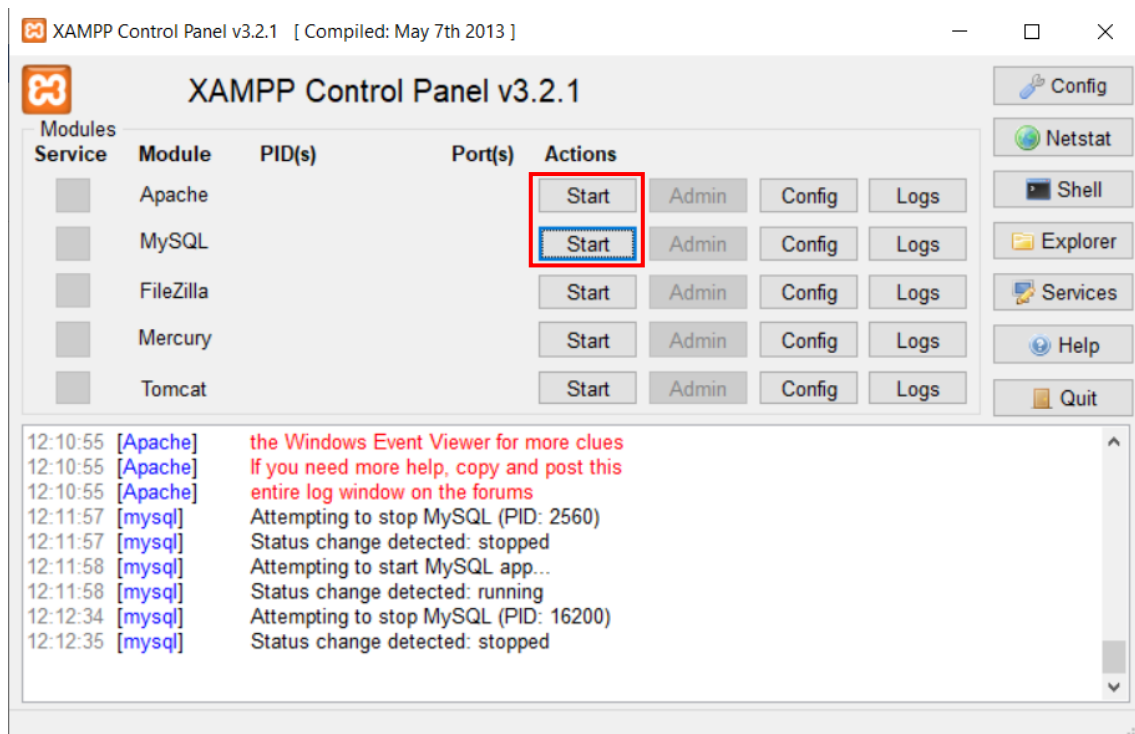 XAMPP Control Panel v3.2.1 [ Compiled: May 7th 2013 ]
XAMPP Control Panel v3.2.1
Config
Modules
Service Module PID(s) Port(s) Actions
Netstat
Apache Start Admin Config Logs
Shell
MySQL Start Admin Config Logs
Explorer
FileZilla Start Admin Config Logs
Services
Mercury Start Admin Config Logs
Help
Tomcat Start Admin Config Logs
Quit
12:10:55 [Apache] the Windows Event Viewer for more clues
12:10:55 [Apache] If you need more help, copy and post this
12:10:55 [Apache] entire log window on the forums
12:11:57 [mysql] Attempting to stop MySQL (PID: 2560)
12:11:57 [mysql] Status change detected: stopped
12:11:58 [mysql] Attempting to start MySQL app...
12:11:58 [mysql] Status change detected: running
12:12:34 [mysql] Attempting to stop MySQL (PID: 16200)
12:12:35 [mysql] Status change detected: stopped